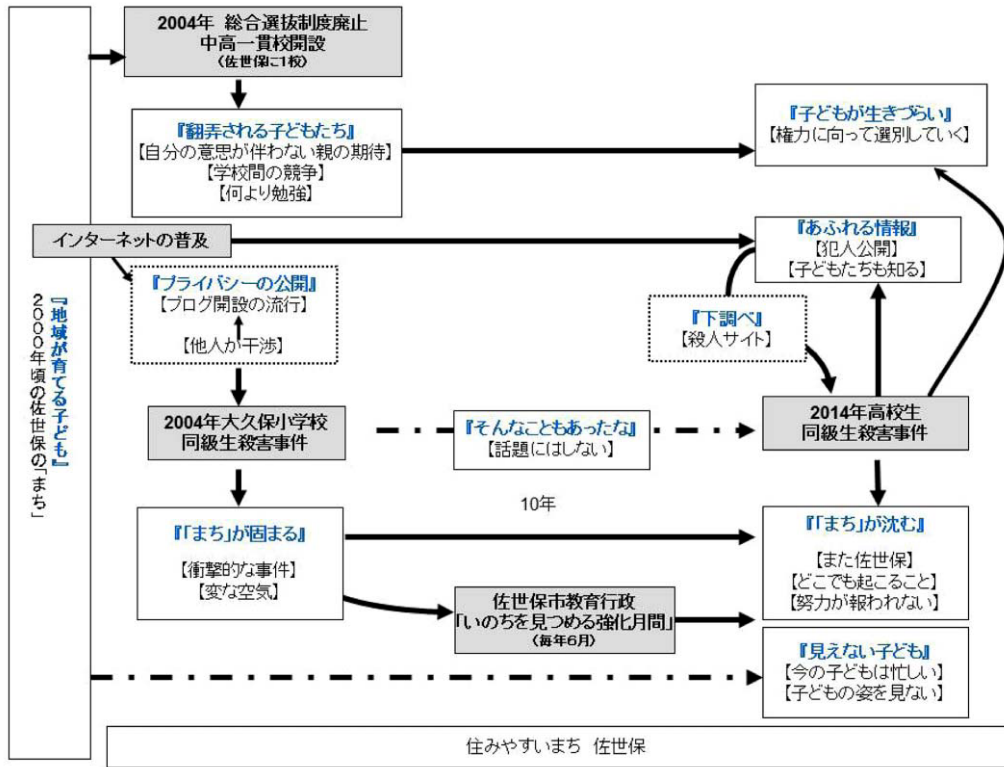 2004年 総合選抜制度廃止
中高一貫校開設
(佐世保に1校)
『翻弄される子どもたち』
【自分の意思が伴わない親の期待】
【学校間の競争】
【何より勉強】
『子どもが生きづらい』
【権力に向って選別していく】
インターネットの普及
『あふれる情報』
【犯人公開】
【子どもたちも知る】
『プライバシーの公開』
【ブログ開設の流行】
【他人が干渉】
『下調べ』
【殺人サイト】
『地域が育てる子ども』
2000年頃の佐世保の「まち」
2004年大久保小学校
同級生殺害事件
『そんなこともあったな』
【話題にはしない】
2014年高校生
同級生殺害事件
10年
『「まち」が固まる』
【衝撃的な事件】
【変な空気】
『「まち」が沈む』
【また佐世保】
【どこでも起こること】
【努力が報われない】
佐世保市教育行政
「いのちを見つめる強化月間」
(毎年6月)
『見えない子ども』
【今の子どもは忙しい】
【子どもの姿を見ない】
住みやすいまち 佐世保